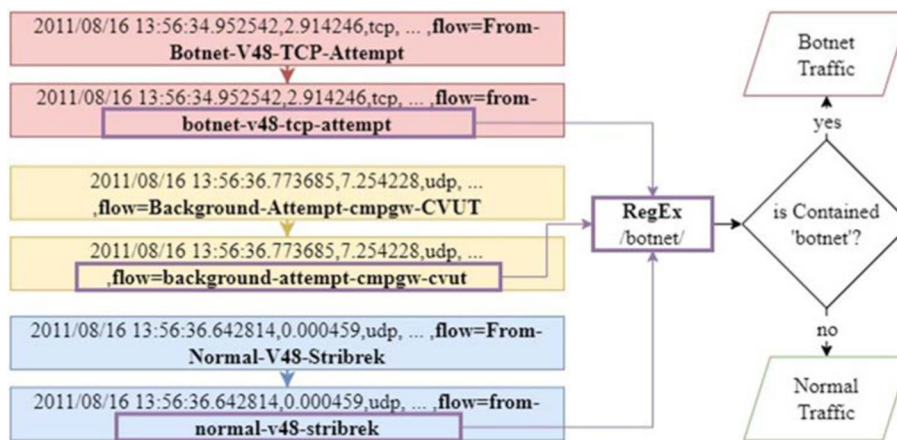 2011/08/16 13:56:34.952542,2.914246,tcp, ... ,flow=From-
Botnet-V48-TCP-Attempt
2011/08/16 13:56:34.952542,2.914246,tcp, ... ,flow=from-
botnet-v48-tcp-attempt
2011/08/16 13:56:36.773685,7.254228,udp, ...
,flow=Background-Attempt-cmpgw-CVUT
2011/08/16 13:56:36.773685,7.254228,udp, ...
,flow=background-attempt-cmpgw-cvut
2011/08/16 13:56:36.642814,0.000459,udp, ... ,flow=From-
Normal-V48-Stribrek
2011/08/16 13:56:36.642814,0.000459,udp, ... ,flow=from-
normal-v48-stribrek
RegEx
/botnet/
Botnet
Traffic
yes
is Contained
'botnet'?
no
Normal
Traffic